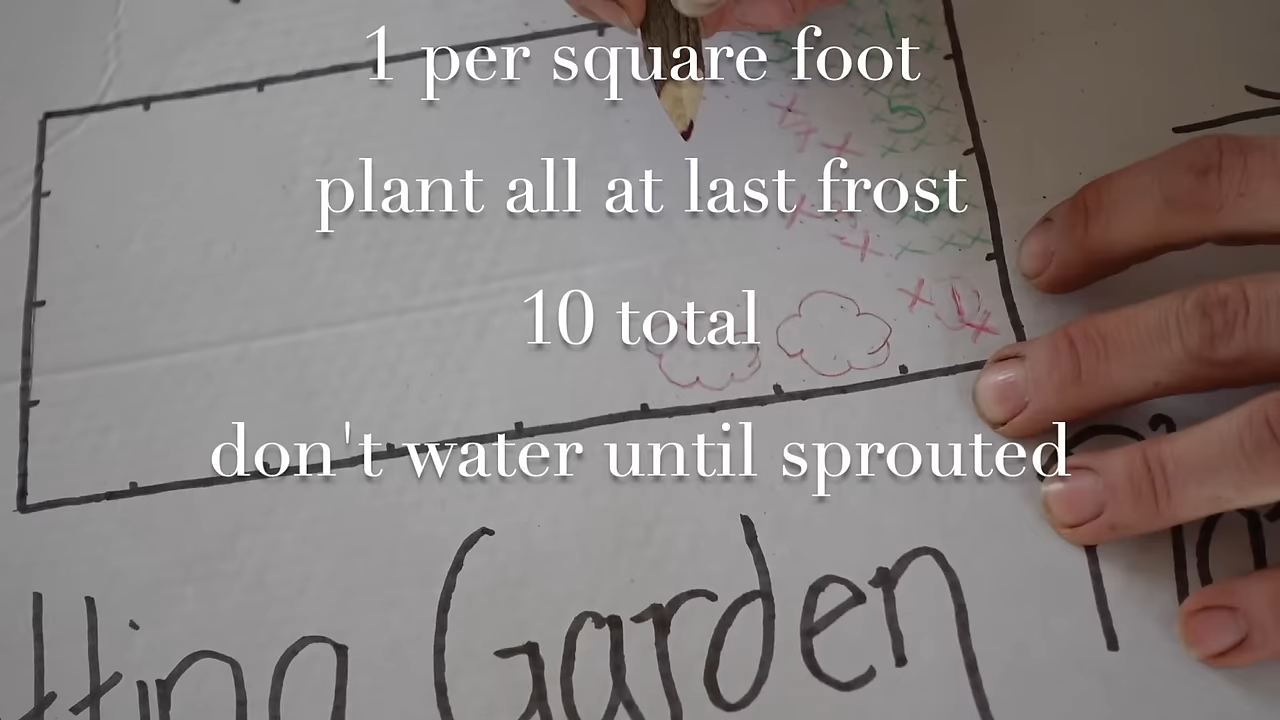 1 per square foot
plant all at last frost
10 total
don't water until sprouted
Garden